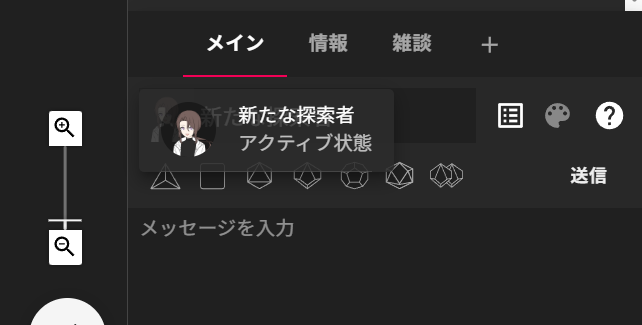 メイン 情報 雑談 +
新たな探索者
アクティブ状態
送信
メッセージを入力